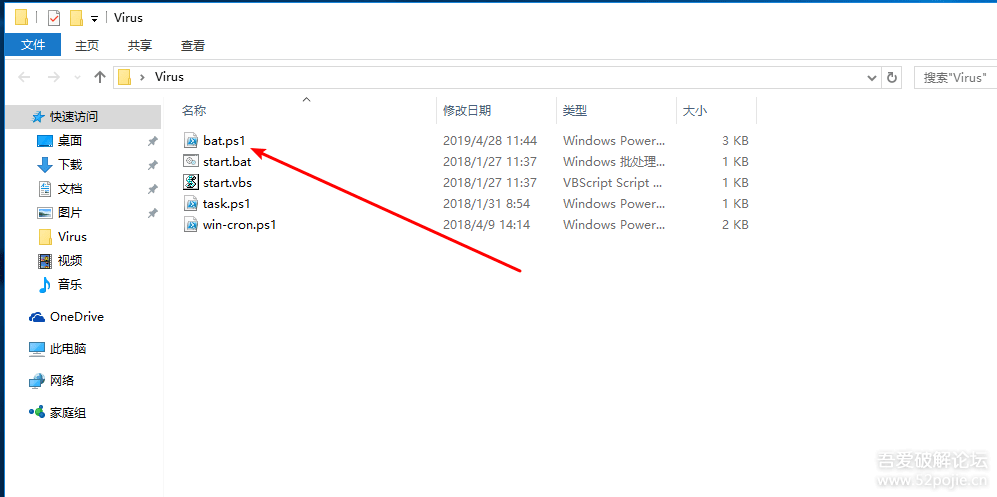 Virus
文件 主页 共享 查看
Virus 搜索"Virus"
名称 修改日期 类型 大小
快速访问
桌面
下载
文档
图片
Virus
视频
音乐
OneDrive
此电脑
网络
家庭组
bat.ps1 2019/4/28 11:44 Windows Power... 3 KB
start.bat 2018/1/27 11:37 Windows 批处理... 1 KB
start.vbs 2018/1/27 11:37 VBScript Script ... 1 KB
task.ps1 2018/1/31 8:54 Windows Power... 1 KB
win-cron.ps1 2018/4/9 14:14 Windows Power... 2 KB
吾爱破解论坛
www.52pojie.cn